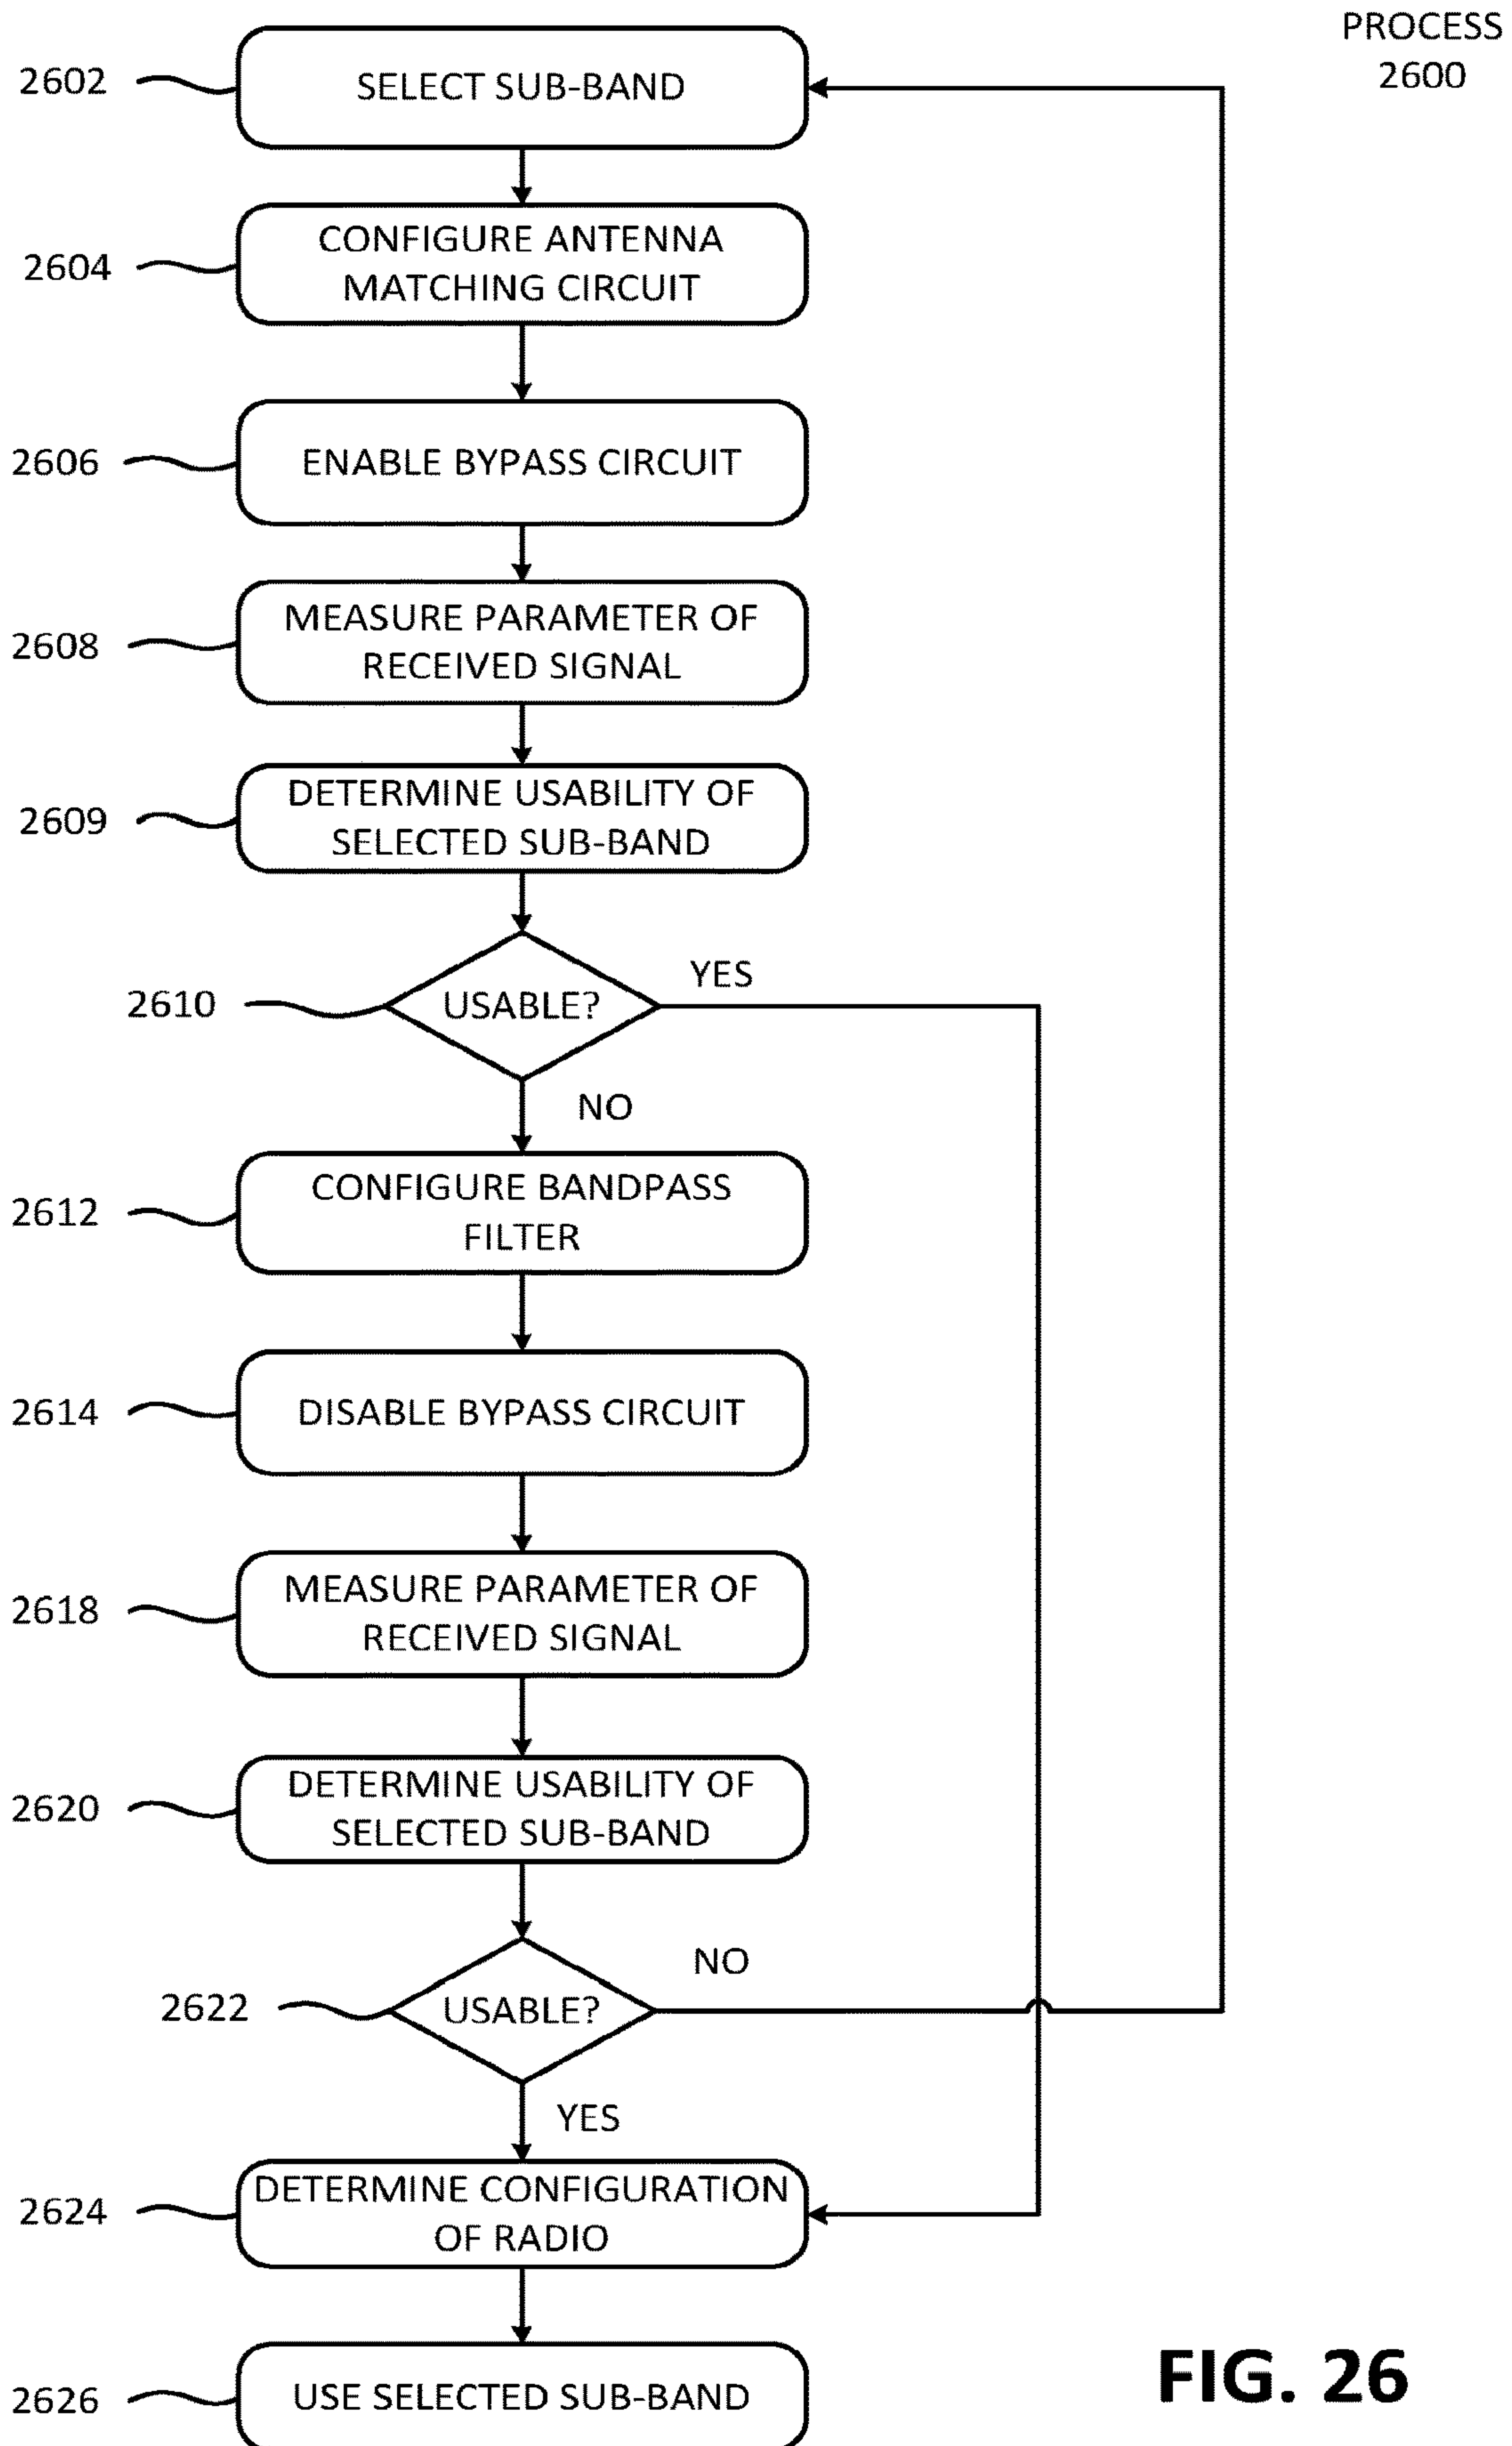 PROCESS
2600
2602
SELECT SUB-BAND
2604
CONFIGURE ANTENNA
MATCHING CIRCUIT
2606
ENABLE BYPASS CIRCUIT
2608
MEASURE PARAMETER OF
RECEIVED SIGNAL
2609
DETERMINE USABILITY OF
SELECTED SUB-BAND
2610
USABLE?
YES
NO
2612
CONFIGURE BANDPASS
FILTER
2614
DISABLE BYPASS CIRCUIT
2618
MEASURE PARAMETER OF
RECEIVED SIGNAL
2620
DETERMINE USABILITY OF
SELECTED SUB-BAND
2622
USABLE?
NO
YES
2624
DETERMINE CONFIGURATION
OF RADIO
2626
USE SELECTED SUB-BAND
FIG. 26